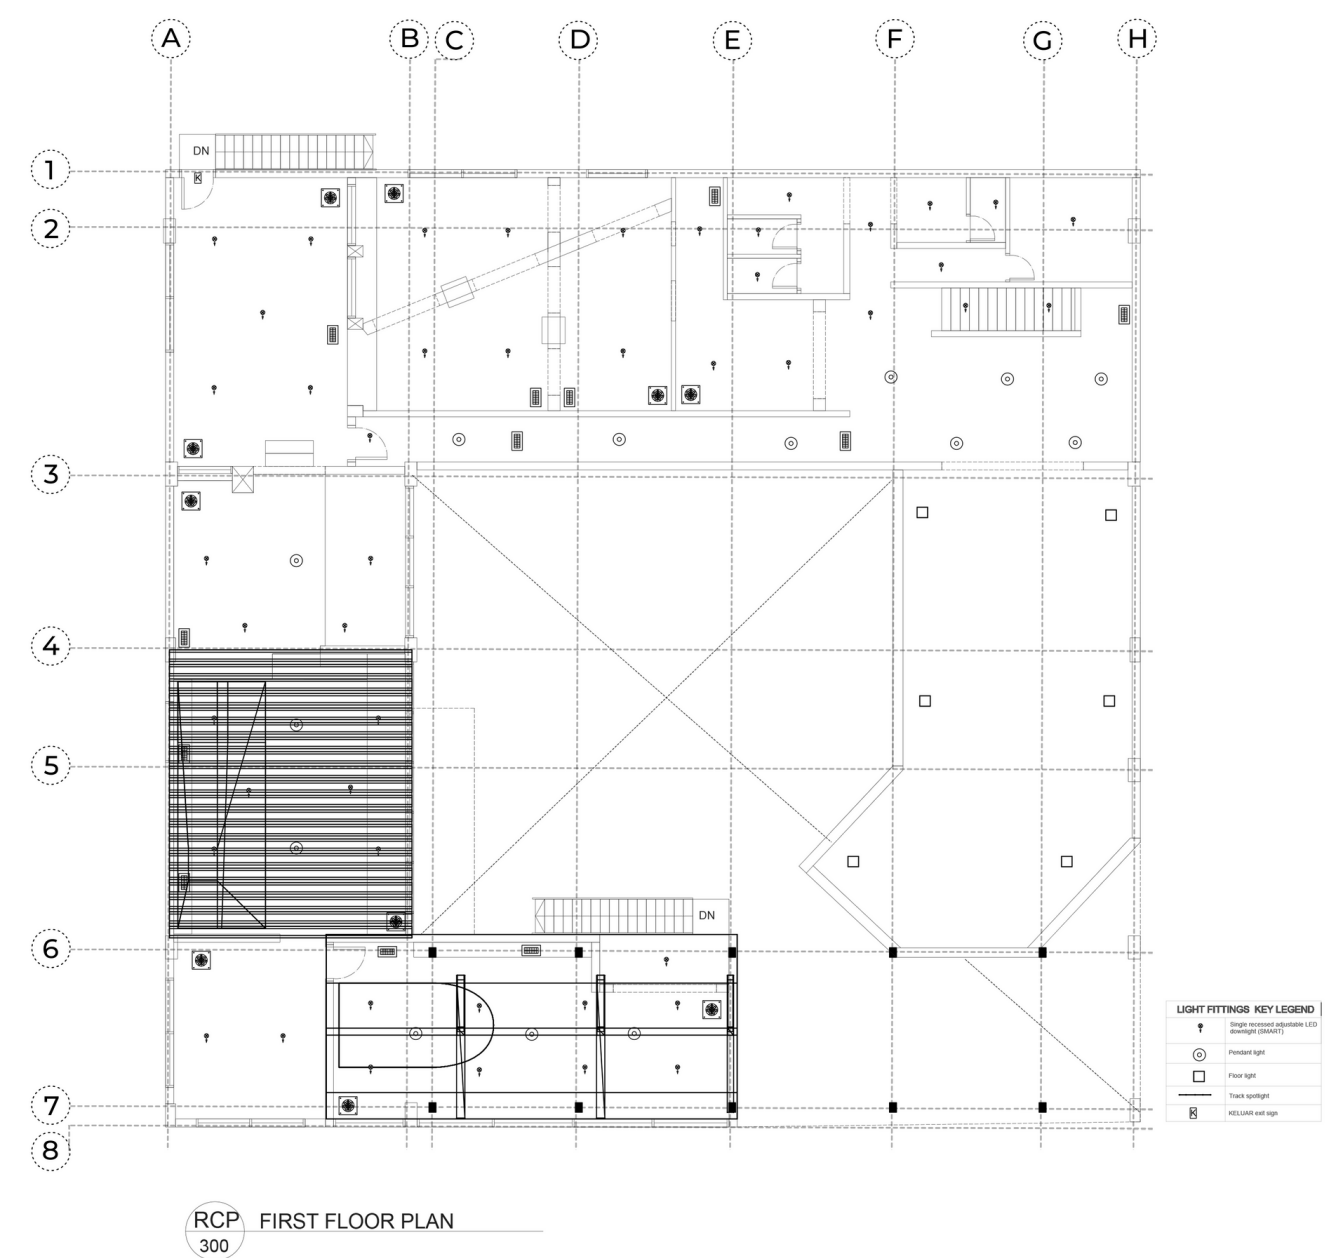 A B C D E F G H
DN
1
K
2
3
4
5
DN
6
LIGHT FITTINGS KEY LEGEND
Single recessed adjustable LED
downlight (SMART)
Pendant light
Floor light
Track spotlight
K KELUAR exit sign
7
8
RCP FIRST FLOOR PLAN
300